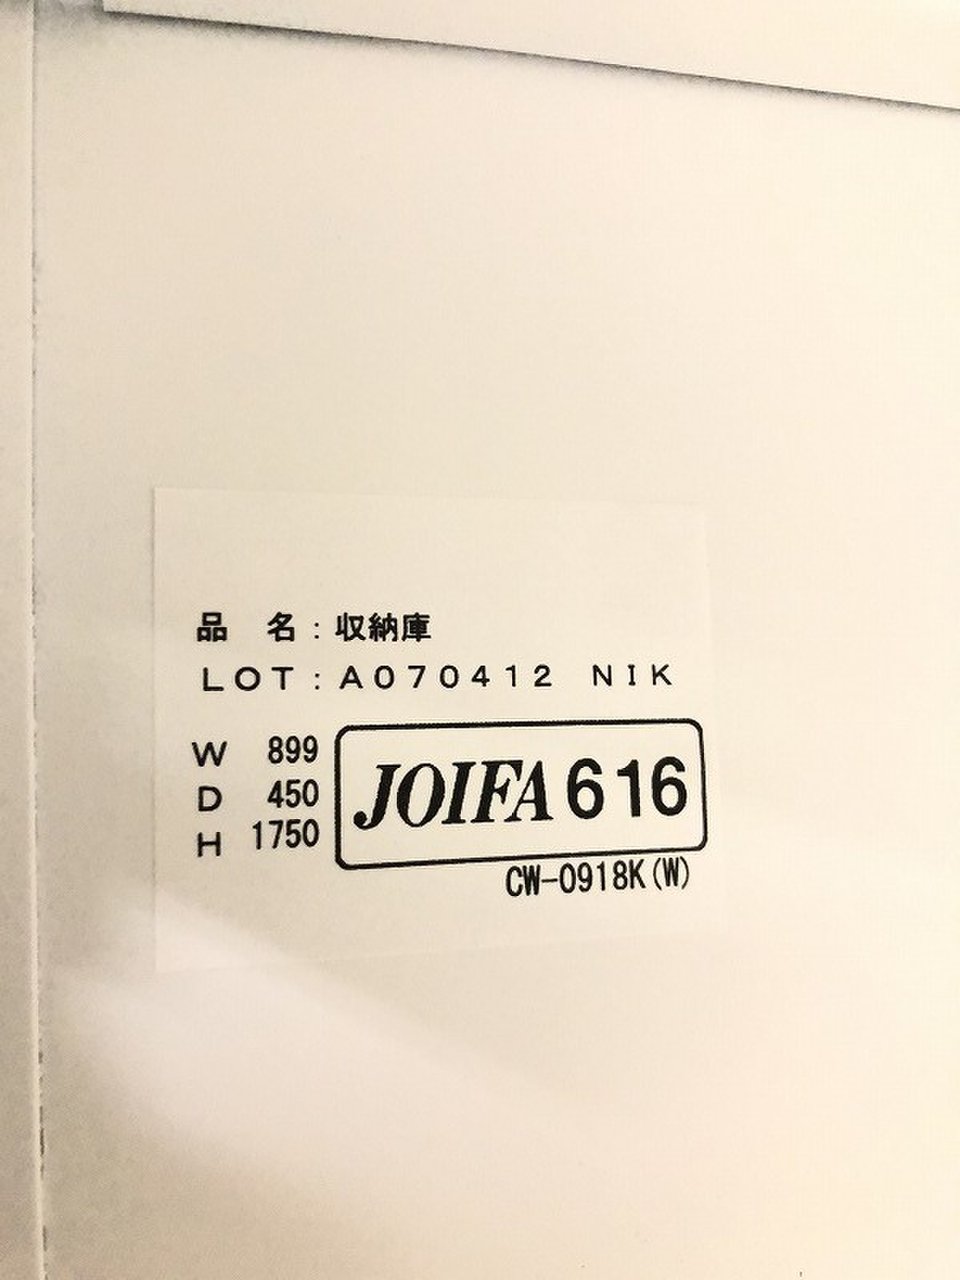 品　名：収納庫
LOT：A070412 NIK
W 899
D 450
H 1750
JOIFA 616
CW-0918K(W)